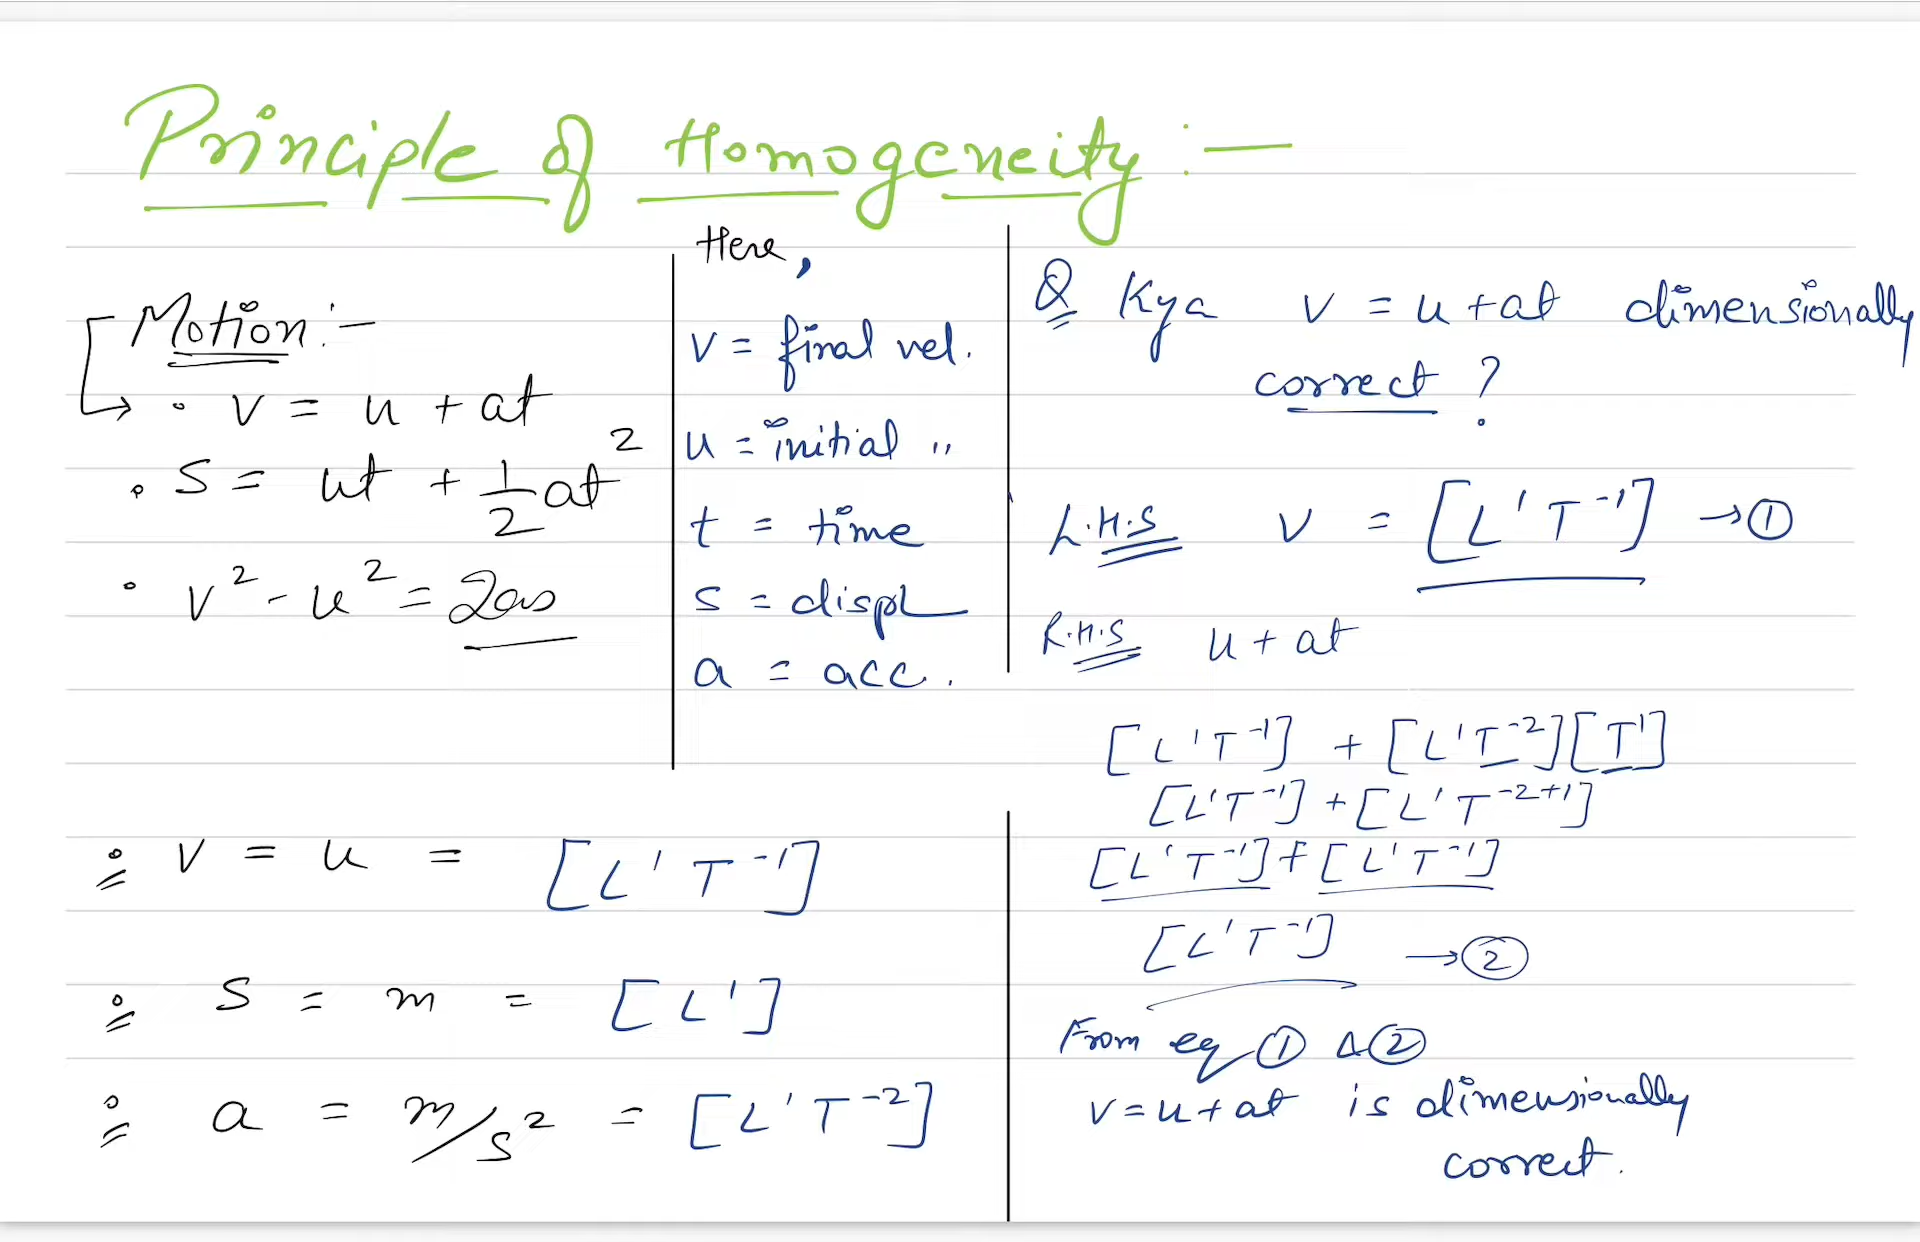 Principle of Homogeneity :-
Motion :-
• v = u + at
• s = ut + 1/2 at²
• v² - u² = 2as
Here,
v = final vel.
u = initial ,,
t = time
s = displ
a = acc.
v = u = [L¹T⁻¹]
s = m = [L¹]
a = m/s² = [L¹T⁻²]
Q Kya v = u + at dimensionally
correct ?
L.H.S v = [L¹T⁻¹] → ①
R.H.S u + at
[L¹T⁻¹] + [L¹T⁻²][T¹]
[L¹T⁻¹] + [L¹T⁻²⁺¹]
[L¹T⁻¹] + [L¹T⁻¹]
[L¹T⁻¹] → ②
From eq ① & ②
v = u + at is dimensionally
correct.